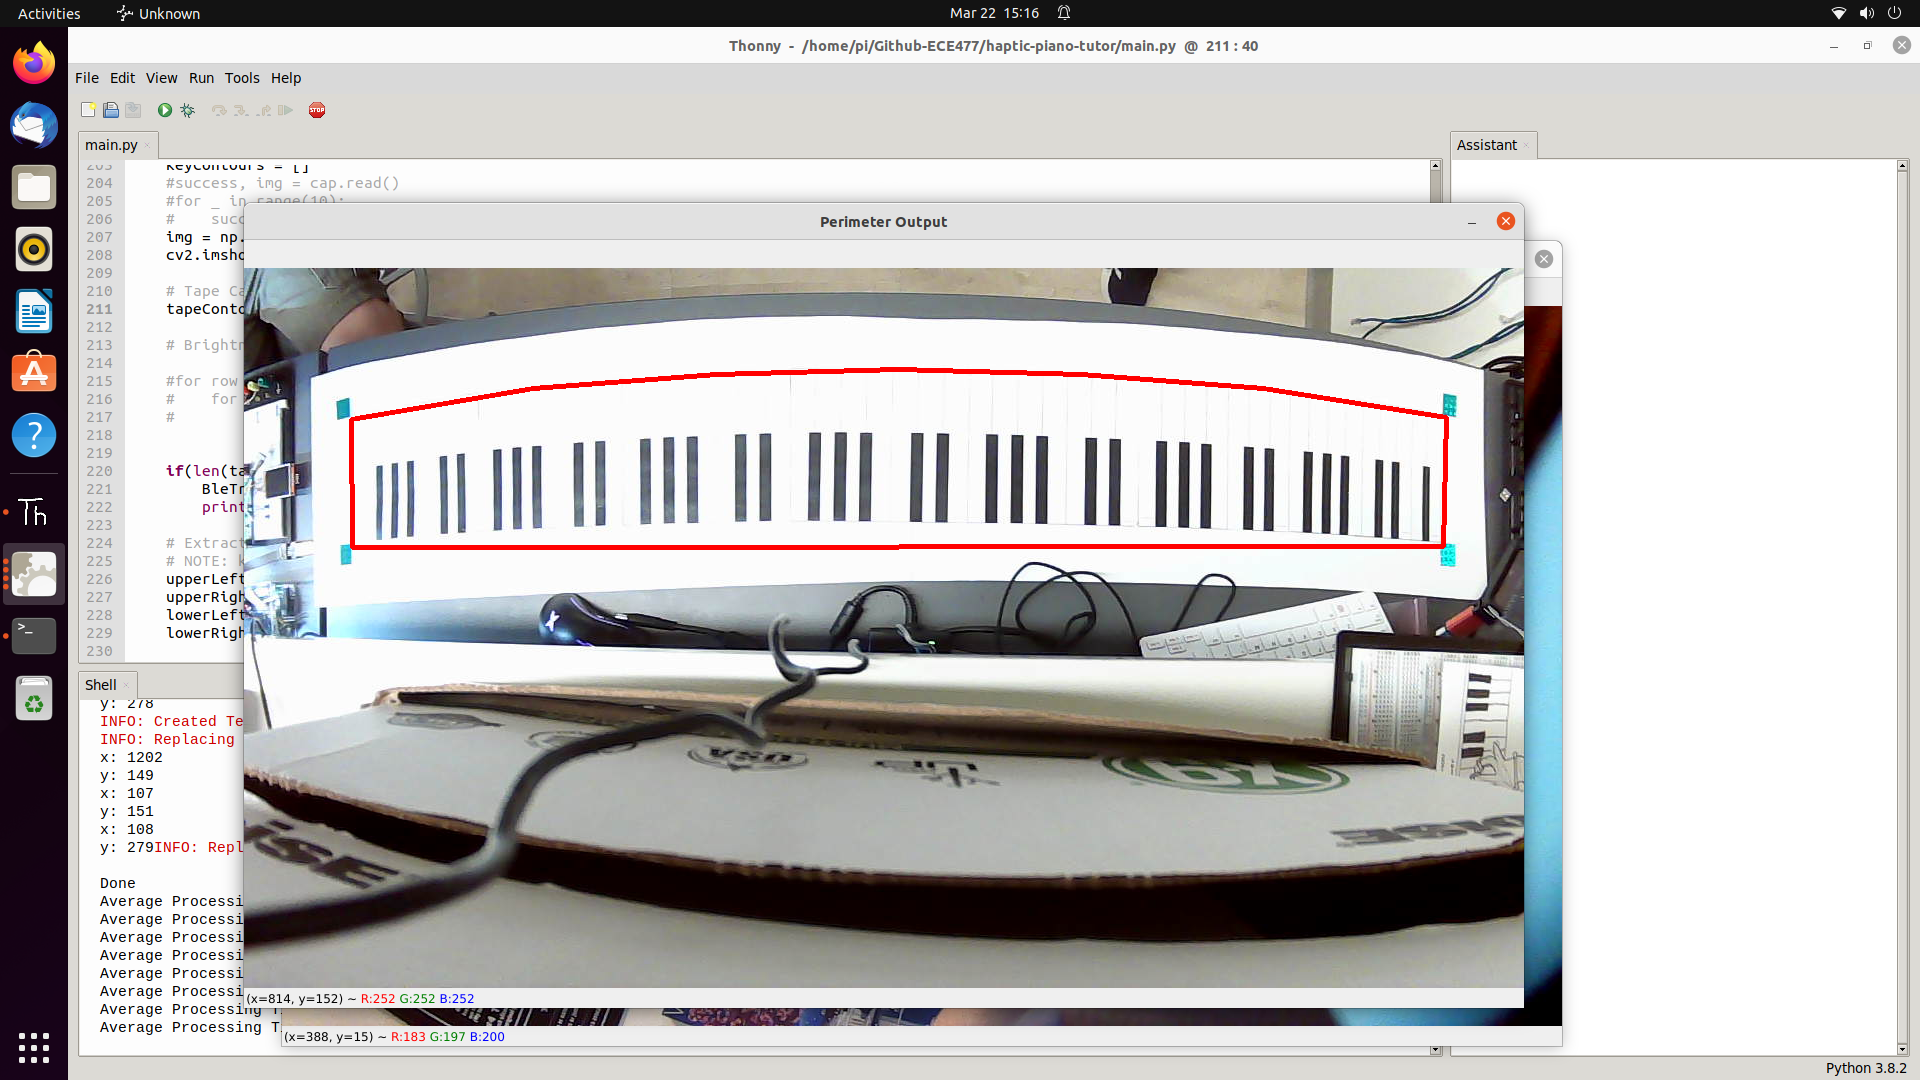 Activities
Unknown
Mar 22 15:16
Thonny - /home/pi/Github-ECE477/haptic-piano-tutor/main.py @ 211 : 40
File Edit View Run Tools Help
STOP
main.py
Assistant
203 keyContours = []
204 #success, img = cap.read()
205 #for _ in range(10):
206 # succ
207 img = np.
208 cv2.imsho
209
210 # Tape Ca
211 tapeConto
212
213 # Brightn
214
215 #for row
216 # for
217 #
218
219
220 if(len(ta
221 BleTr
222 print
223
224 # Extract
225 # NOTE: k
226 upperLeft
227 upperRigh
228 lowerLeft
229 lowerRigh
230
Perimeter Output
Shell
y: 278
INFO: Created Te
INFO: Replacing
x: 1202
y: 149
x: 107
y: 151
x: 108
y: 279INFO: Repl
Done
Average Processi
Average Processi
Average Processi
Average Processi
Average Processi
Average Processi
Average Processing T
Average Processing T
USA
(x=814, y=152) ~ R:252 G:252 B:252
(x=388, y=15) ~ R:183 G:197 B:200
Python 3.8.2
Th